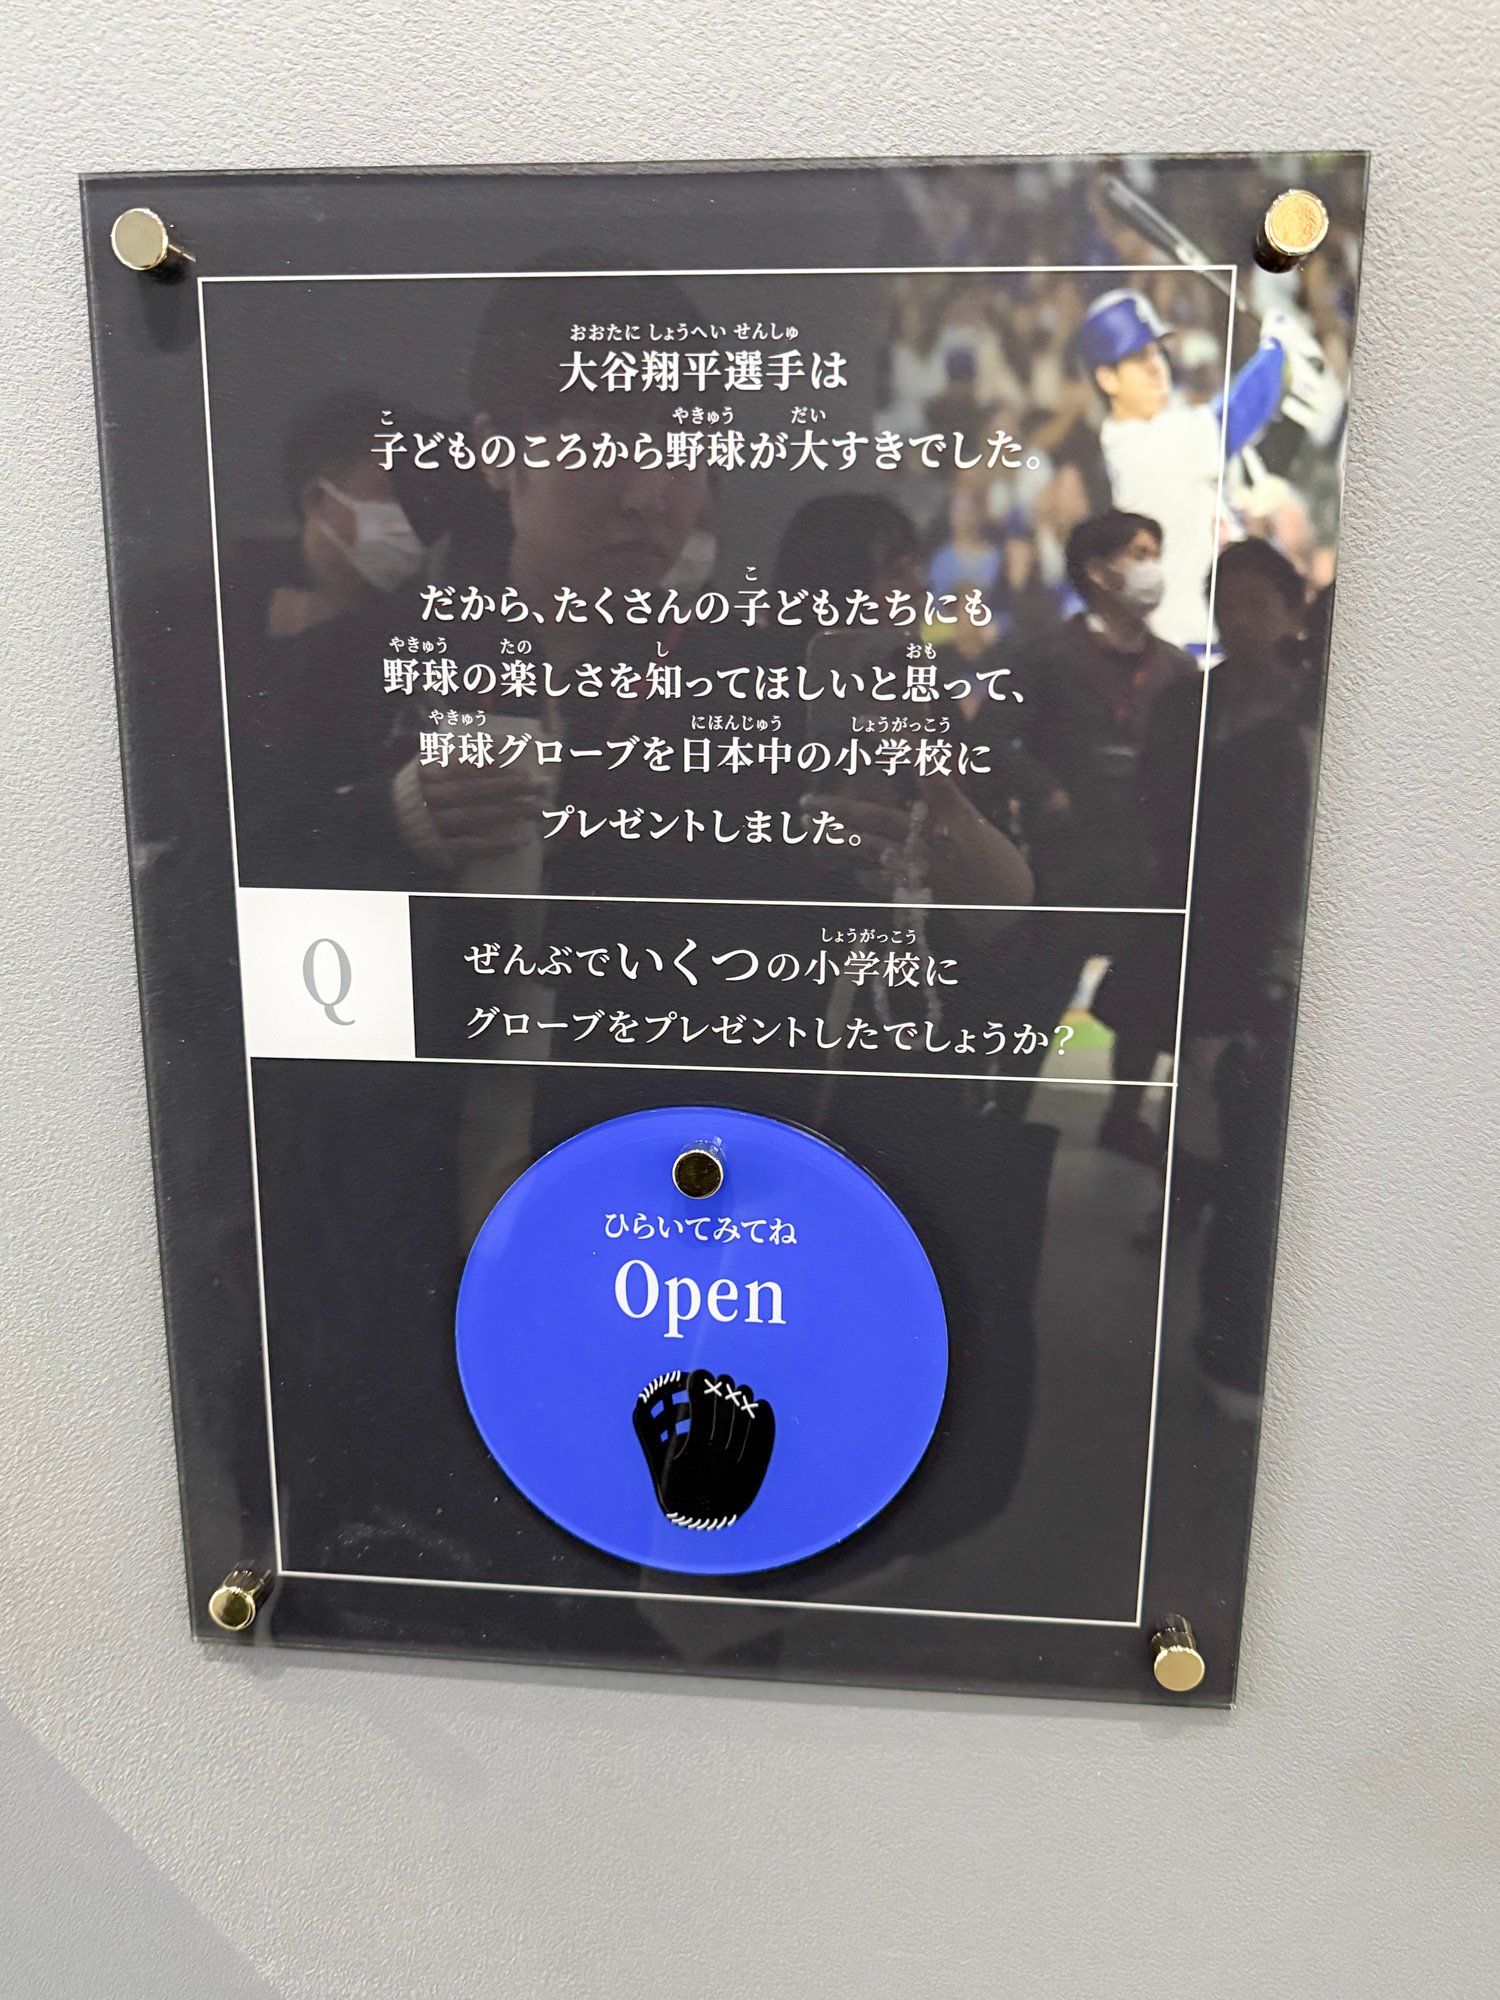 おおたに しょうへい せんしゅ
大谷翔平選手は
こ やきゅう だい
子どものころから野球が大すきでした。
こ
だから、たくさんの子どもたちにも
やきゅう たの し おも
野球の楽しさを知ってほしいと思って、
やきゅう にほんじゅう しょうがっこう
野球グローブを日本中の小学校に
プレゼントしました。
Q
しょうがっこう
ぜんぶでいくつの小学校に
グローブをプレゼントしたでしょうか?
ひらいてみてね
Open